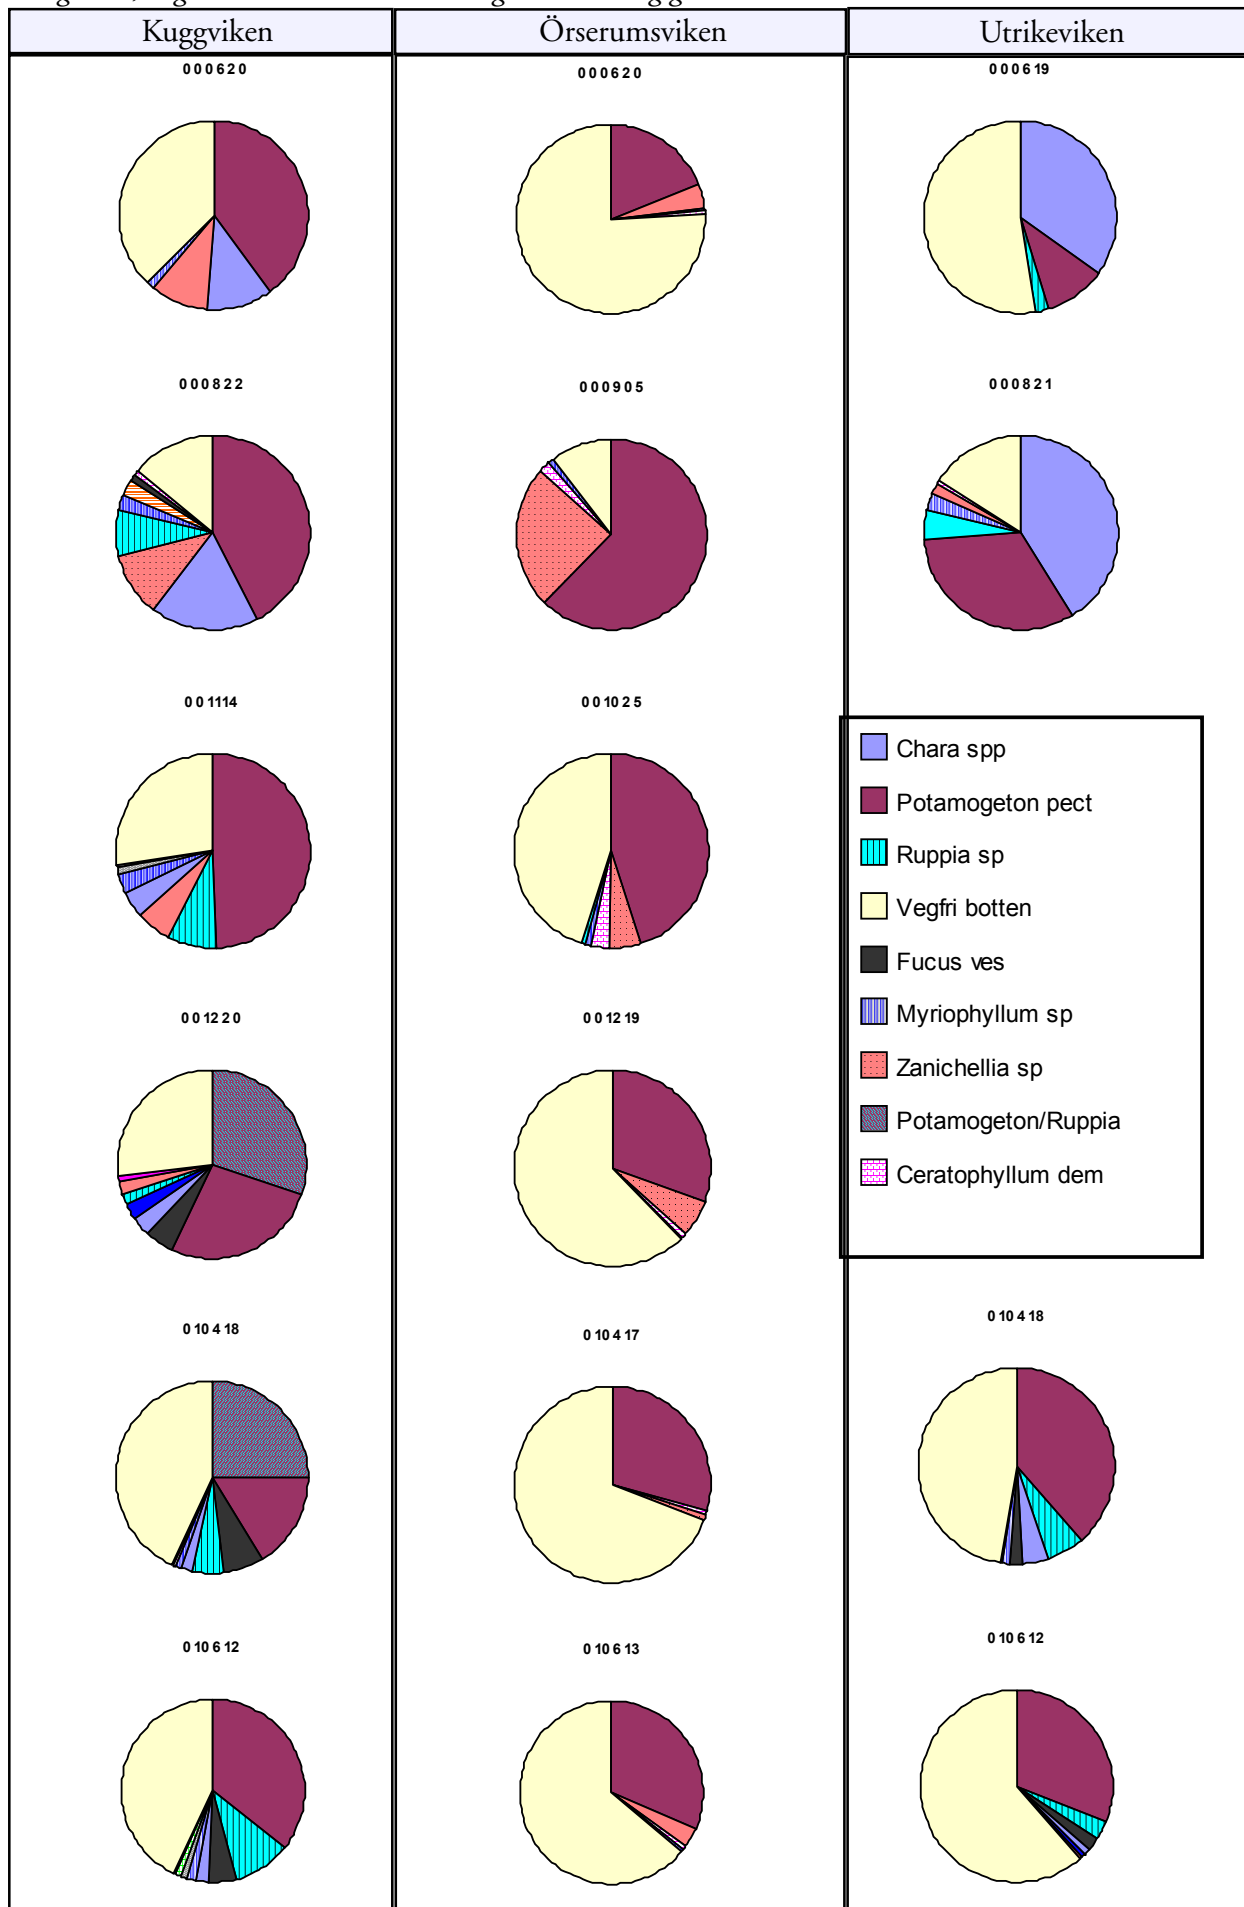 Kuggviken Örserumsviken Utrikeviken
000620 000620 000619
000822 000905 000821
001114 001025
Chara spp
Potamogeton pect
Ruppia sp
Vegfri botten
Fucus ves
Myriophyllum sp
Zanichellia sp
Potamogeton/Ruppia
Ceratophyllum dem
001220 001219
010418 010417 010418
010612 010613 010612